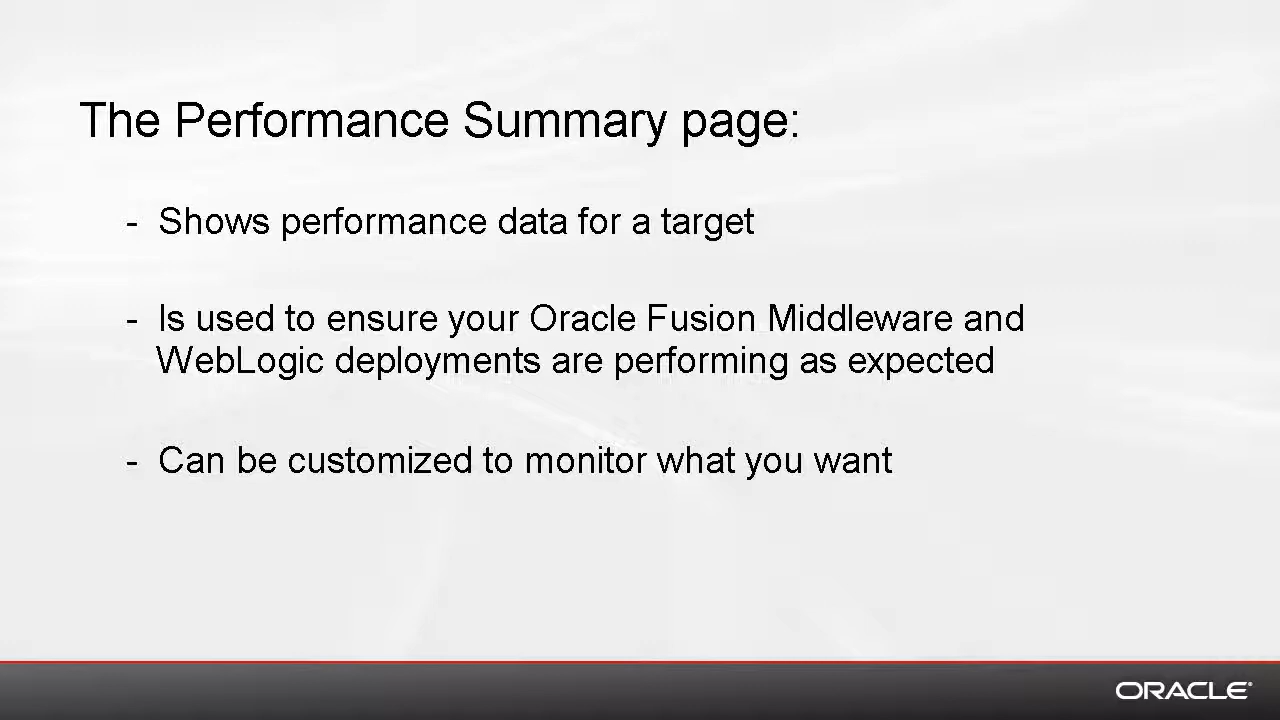 The Performance Summary page:
- Shows performance data for a target
- Is used to ensure your Oracle Fusion Middleware and
WebLogic deployments are performing as expected
- Can be customized to monitor what you want
ORACLE®